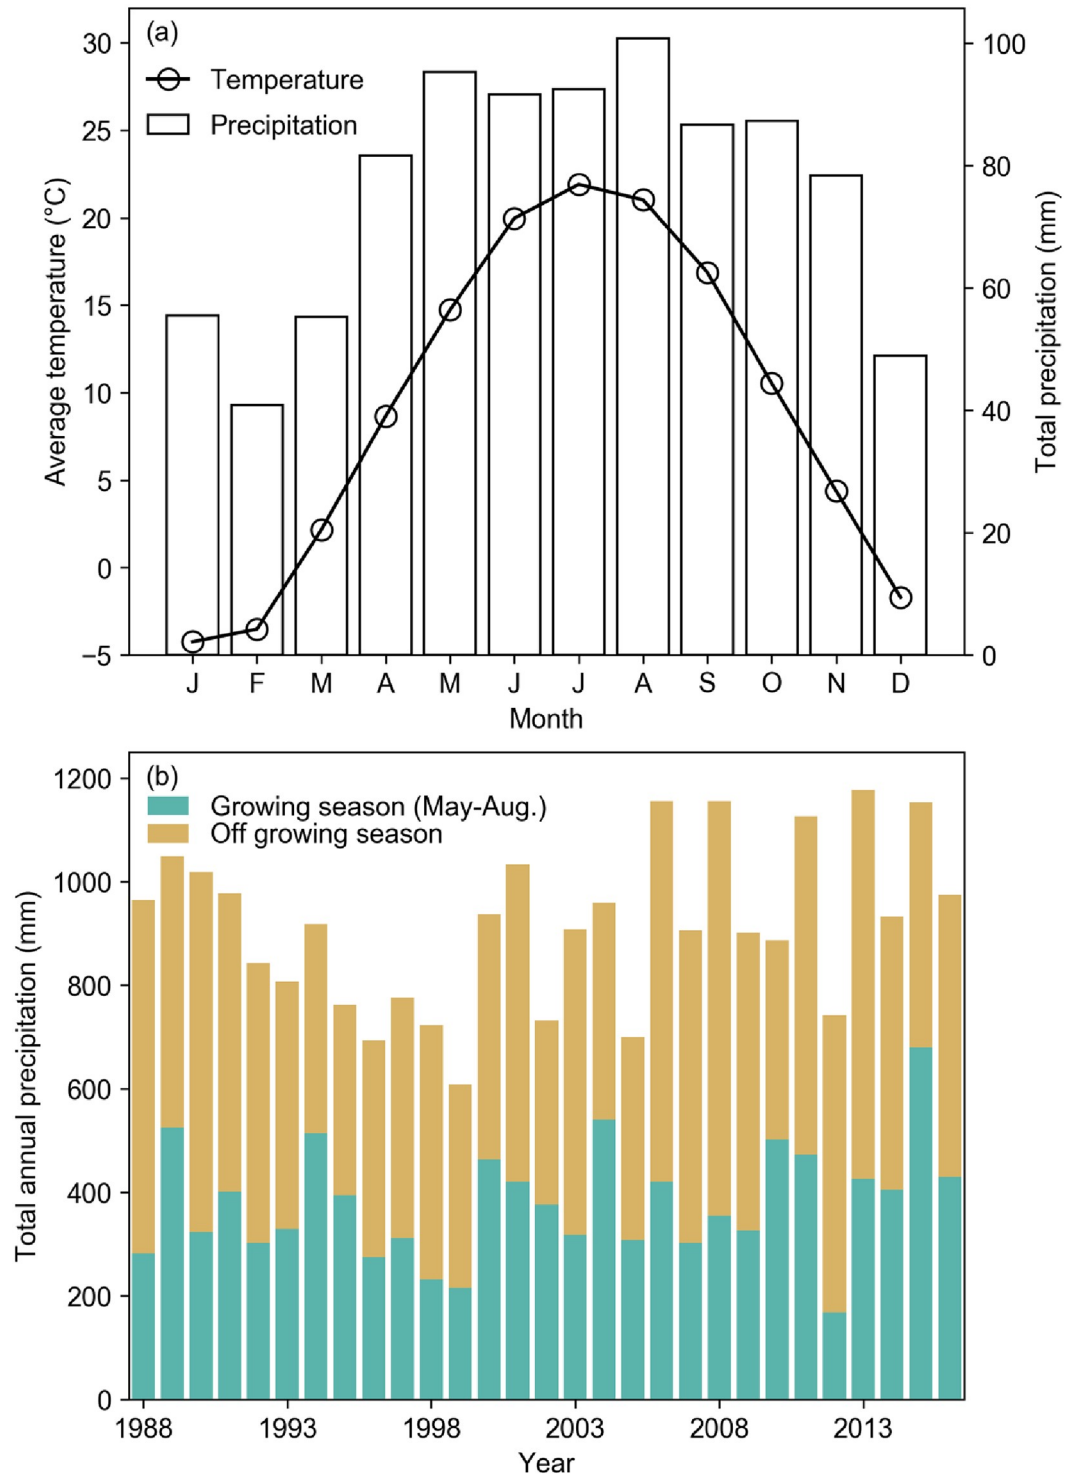 (a)
Temperature
Precipitation
30
25
20
15
10
5
0
−5
Average temperature (°C)
100
80
60
40
20
0
Total precipitation (mm)
J F M A M J J A S O N D
Month
(b)
Growing season (May-Aug.)
Off growing season
1200
1000
800
600
400
200
0
Total annual precipitation (mm)
1988 1993 1998 2003 2008 2013
Year